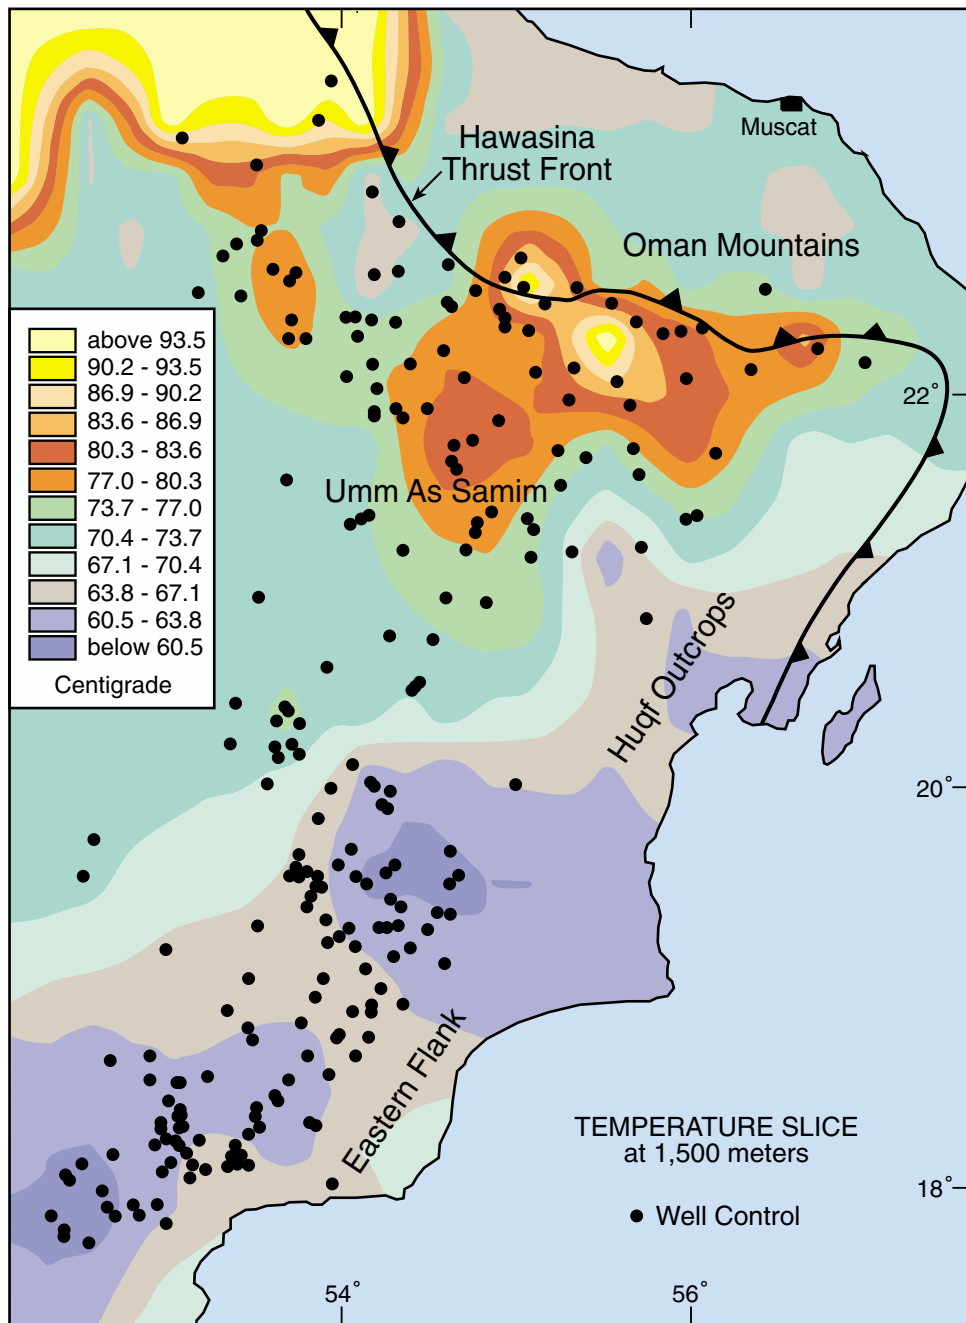 Muscat
Hawasina
Thrust Front
Oman Mountains
above 93.5
90.2 - 93.5
86.9 - 90.2
83.6 - 86.9
80.3 - 83.6
77.0 - 80.3
73.7 - 77.0
70.4 - 73.7
67.1 - 70.4
63.8 - 67.1
60.5 - 63.8
below 60.5
Centigrade
22°
Umm As Samim
Huqf Outcrops
20°
Eastern Flank
TEMPERATURE SLICE
at 1,500 meters
18°
Well Control
54°
56°